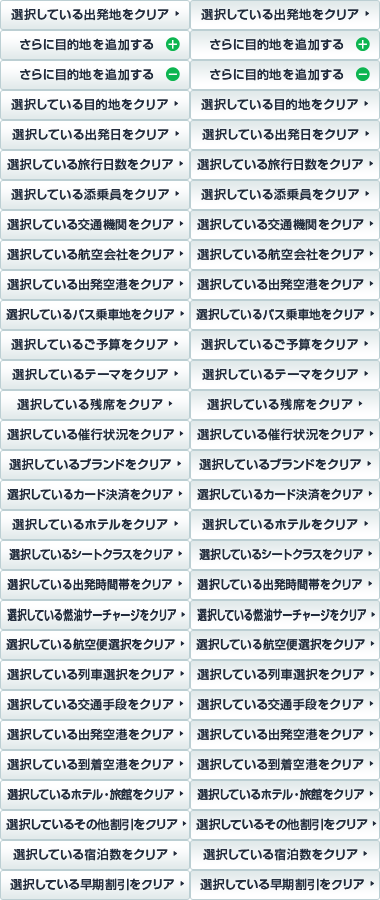 選択している出発地をクリア 選択している出発地をクリア
さらに目的地を追加する さらに目的地を追加する
さらに目的地を追加する さらに目的地を追加する
選択している目的地をクリア 選択している目的地をクリア
選択している出発日をクリア 選択している出発日をクリア
選択している旅行日数をクリア 選択している旅行日数をクリア
選択している添乗員をクリア 選択している添乗員をクリア
選択している交通機関をクリア 選択している交通機関をクリア
選択している航空会社をクリア 選択している航空会社をクリア
選択している出発空港をクリア 選択している出発空港をクリア
選択しているバス乗車地をクリア 選択しているバス乗車地をクリア
選択しているご予算をクリア 選択しているご予算をクリア
選択しているテーマをクリア 選択しているテーマをクリア
選択している残席をクリア 選択している残席をクリア
選択している催行状況をクリア 選択している催行状況をクリア
選択しているブランドをクリア 選択しているブランドをクリア
選択しているカード決済をクリア 選択しているカード決済をクリア
選択しているホテルをクリア 選択しているホテルをクリア
選択しているシートクラスをクリア 選択しているシートクラスをクリア
選択している出発時間帯をクリア 選択している出発時間帯をクリア
選択している燃油サーチャージをクリア 選択している燃油サーチャージをクリア
選択している航空便選択をクリア 選択している航空便選択をクリア
選択している列車選択をクリア 選択している列車選択をクリア
選択している交通手段をクリア 選択している交通手段をクリア
選択している出発空港をクリア 選択している出発空港をクリア
選択している到着空港をクリア 選択している到着空港をクリア
選択しているホテル・旅館をクリア 選択しているホテル・旅館をクリア
選択しているその他割引をクリア 選択しているその他割引をクリア
選択している宿泊数をクリア 選択している宿泊数をクリア
選択している早期割引をクリア 選択している早期割引をクリア